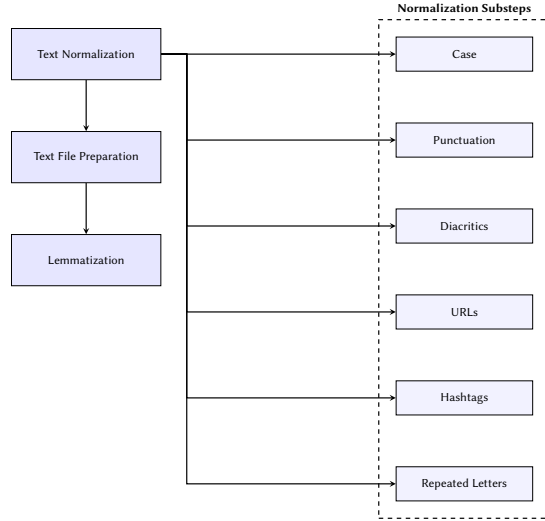 Normalization Substeps
Text Normalization
Case
Punctuation
Text File Preparation
Diacritics
Lemmatization
URLs
Hashtags
Repeated Letters